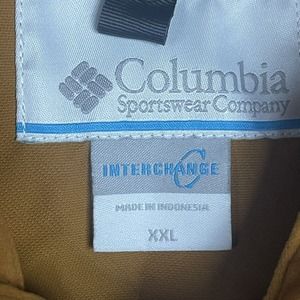 Columbia
Sportswear Company
INTERCHANGE
MADE IN INDONESIA
XXL